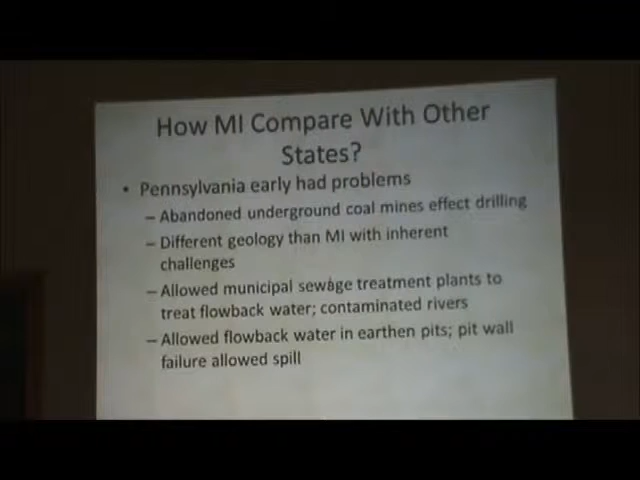 How MI Compare With Other
States?
• Pennsylvania early had problems
– Abandoned underground coal mines effect drilling
– Different geology than MI with inherent
challenges
– Allowed municipal sewage treatment plants to
treat flowback water; contaminated rivers
– Allowed flowback water in earthen pits; pit wall
failure allowed spill